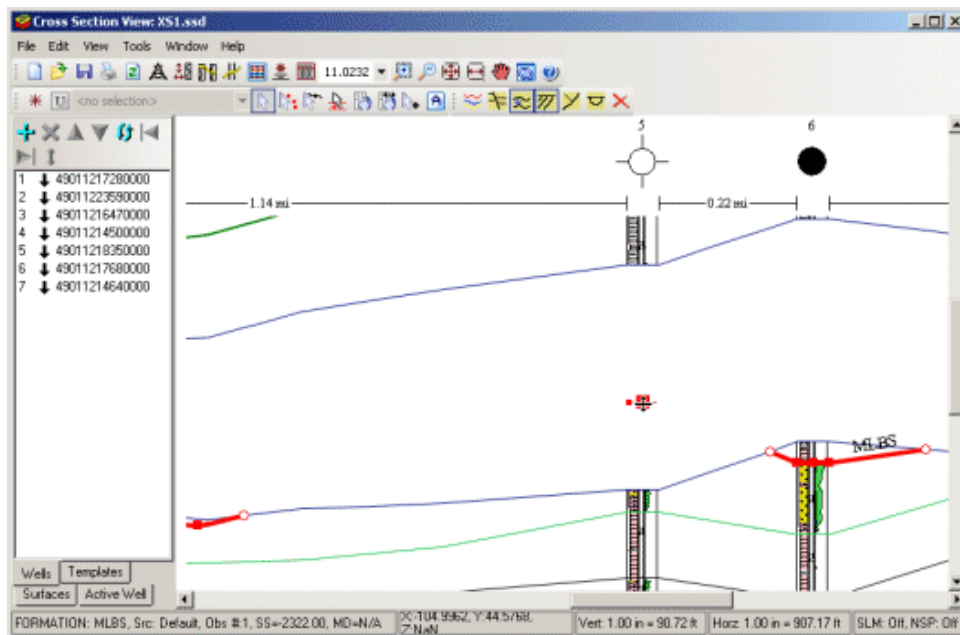 Cross Section View: XS1.ssd
File Edit View Tools Window Help
11.0232
U <no selection>
A
1 49011217280000
2 49011223590000
3 49011216470000
4 49011214500000
5 49011218350000
6 49011217680000
7 49011214640000
5 6
1.14 mi 0.22 mi
MLBS
Wells Templates
Surfaces Active Well
FORMATION: MLBS, Src: Default, Obs #:1, SS=-2322.00, MD=N/A X:-104.9962, Y:44.5768, Z:NaN Vert: 1.00 in = 90.72 ft Horz: 1.00 in = 907.17 ft SLM: Off, NSP: Off